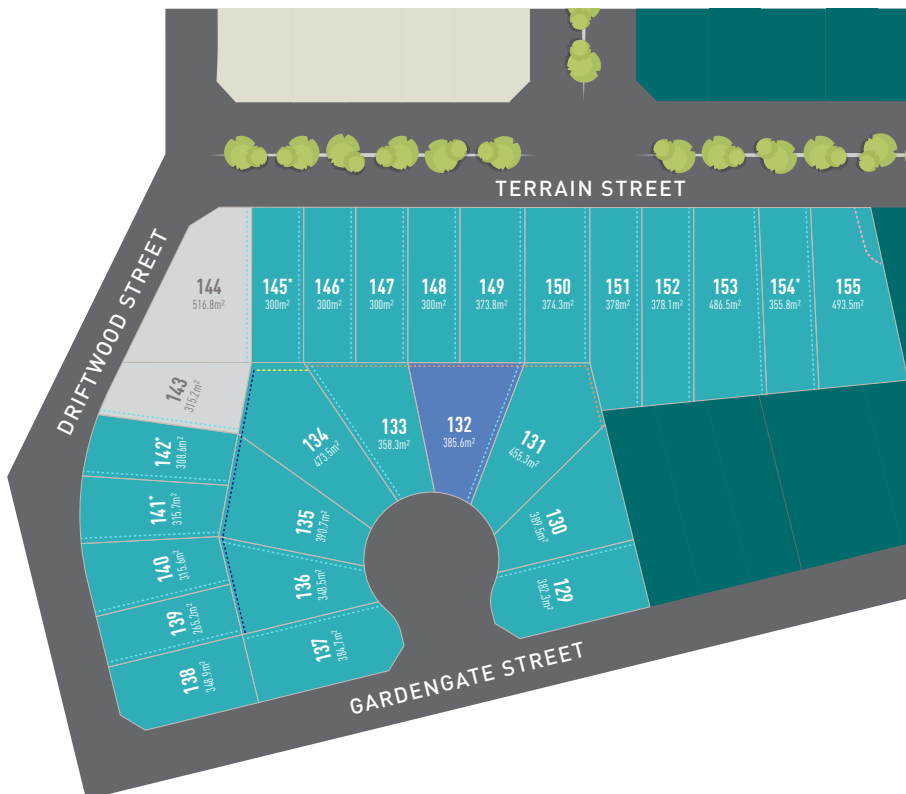 TERRAIN STREET
DRIFTWOOD STREET
144
516.8m²
145*
300m²
146*
300m²
147
300m²
148
300m²
149
373.8m²
150
374.3m²
151
378m²
152
378.1m²
153
486.5m²
154*
355.8m²
155
493.5m²
143
315.2m²
142*
308.6m²
141*
315.7m²
140
315.6m²
139
265.2m²
138
348.9m²
134
473.5m²
133
358.3m²
132
385.6m²
131
455.3m²
135
390.7m²
130
389.5m²
136
348.5m²
129
382.3m²
137
384.7m²
GARDENGATE STREET